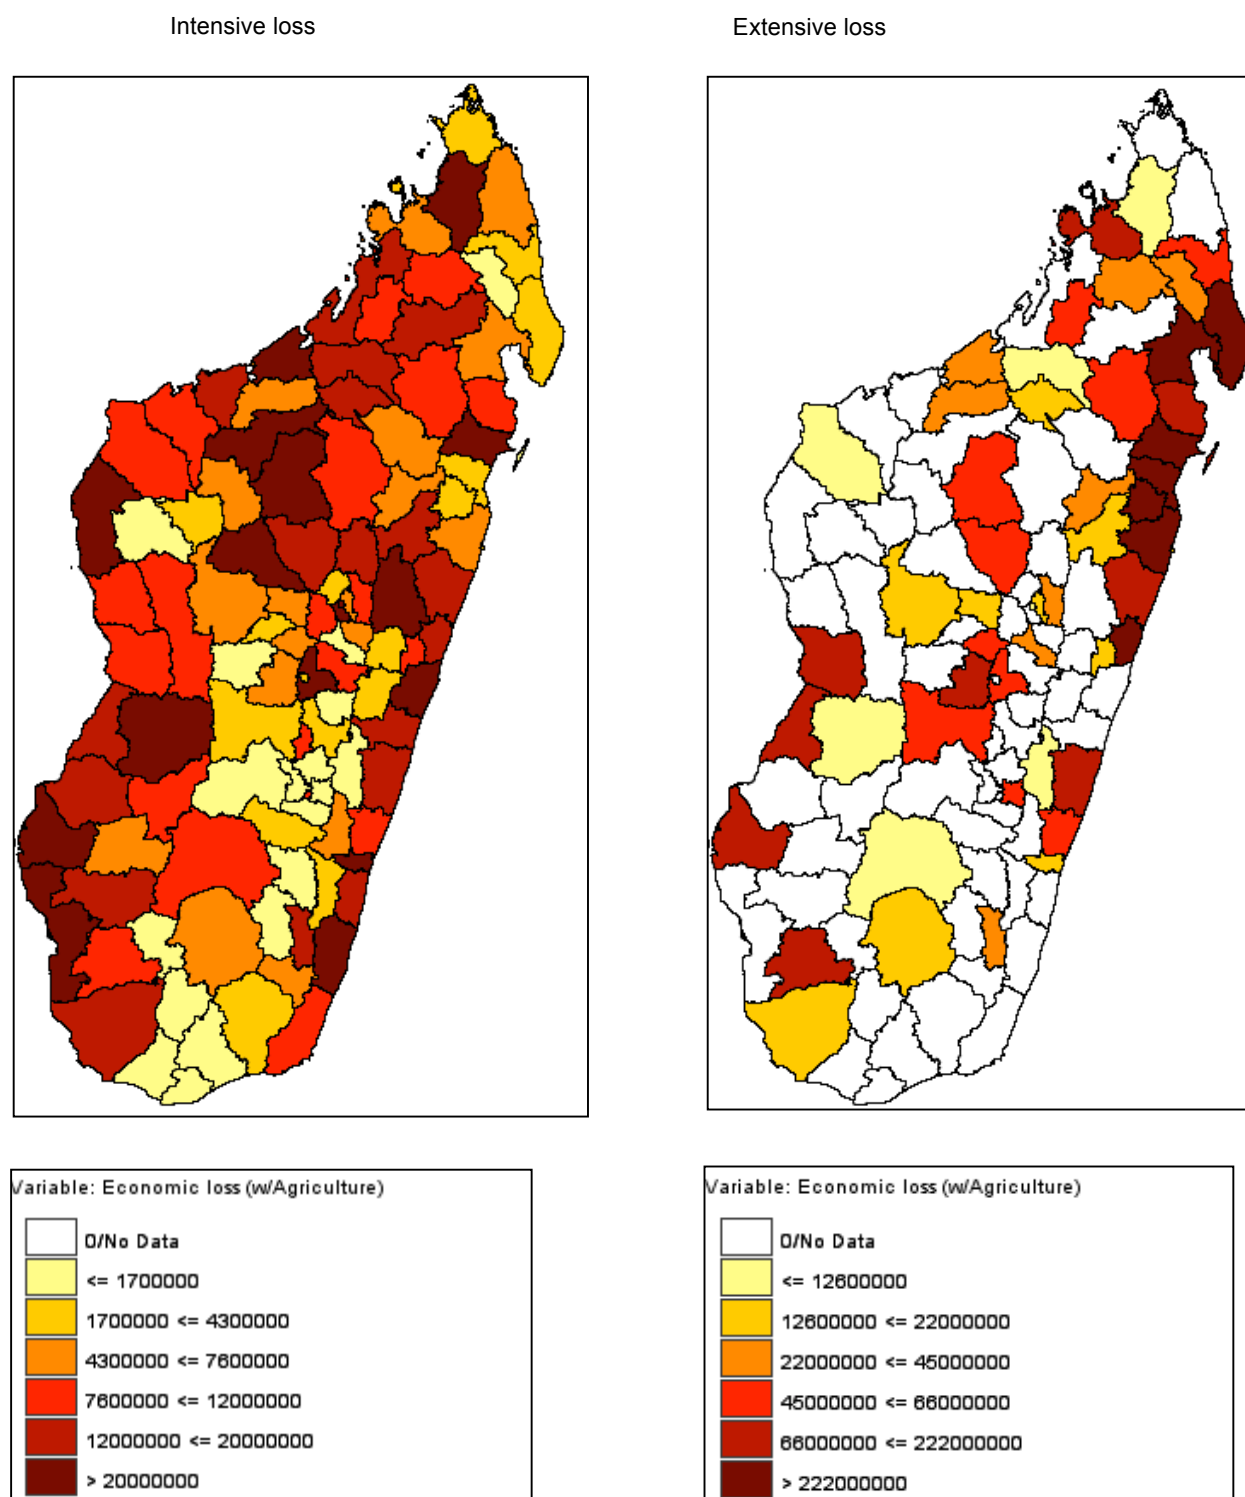 Intensive loss
Extensive loss
Variable: Economic loss (w/Agriculture)
0/No Data
<= 1700000
1700000 <= 4300000
4300000 <= 7600000
7600000 <= 12000000
12000000 <= 20000000
> 20000000
Variable: Economic loss (w/Agriculture)
0/No Data
<= 12600000
12600000 <= 22000000
22000000 <= 45000000
45000000 <= 66000000
66000000 <= 222000000
> 222000000